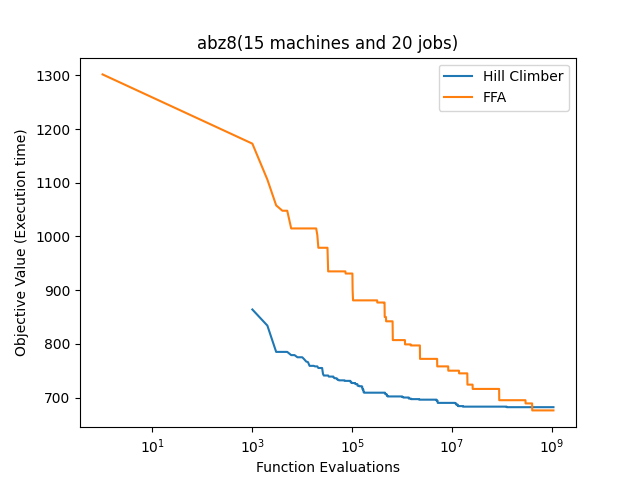 abz8(15 machines and 20 jobs)
Hill Climber
FFA
1300
1200
1100
1000
900
800
700
Objective Value (Execution time)
10^1
10^3
10^5
10^7
10^9
Function Evaluations